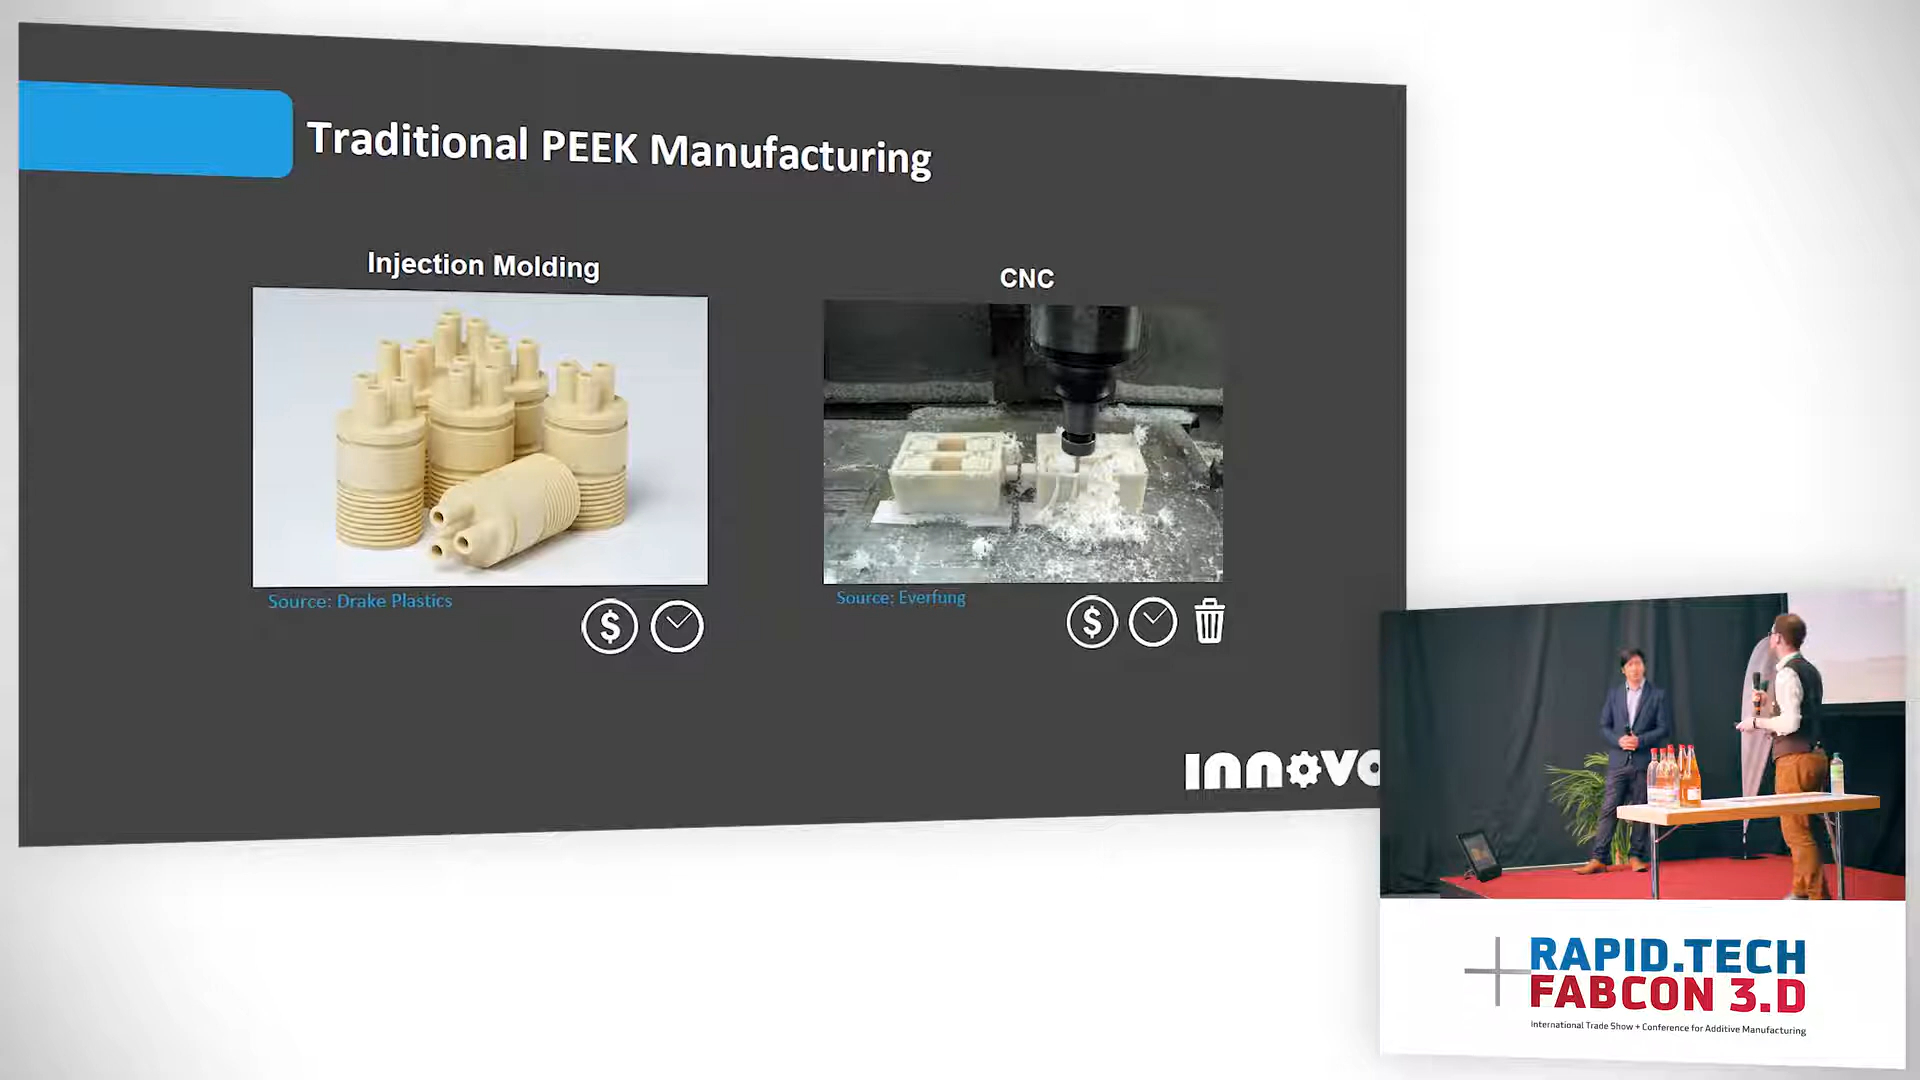 Traditional PEEK Manufacturing
Injection Molding
CNC
Source: Drake Plastics
Source: Everfung
$
$
RAPID.TECH
FABCON 3.D
International Trade Show + Conference for Additive Manufacturing